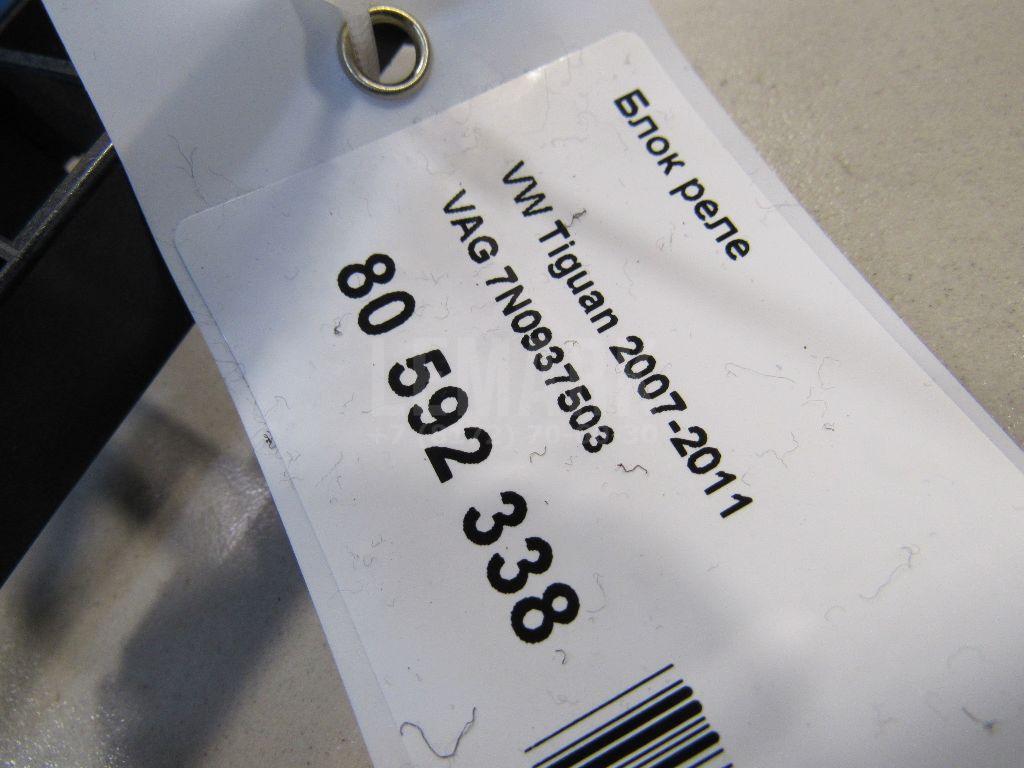 Блок реле
VW Tiguan 2007-2011
VAG 7N0937503
80 592 338